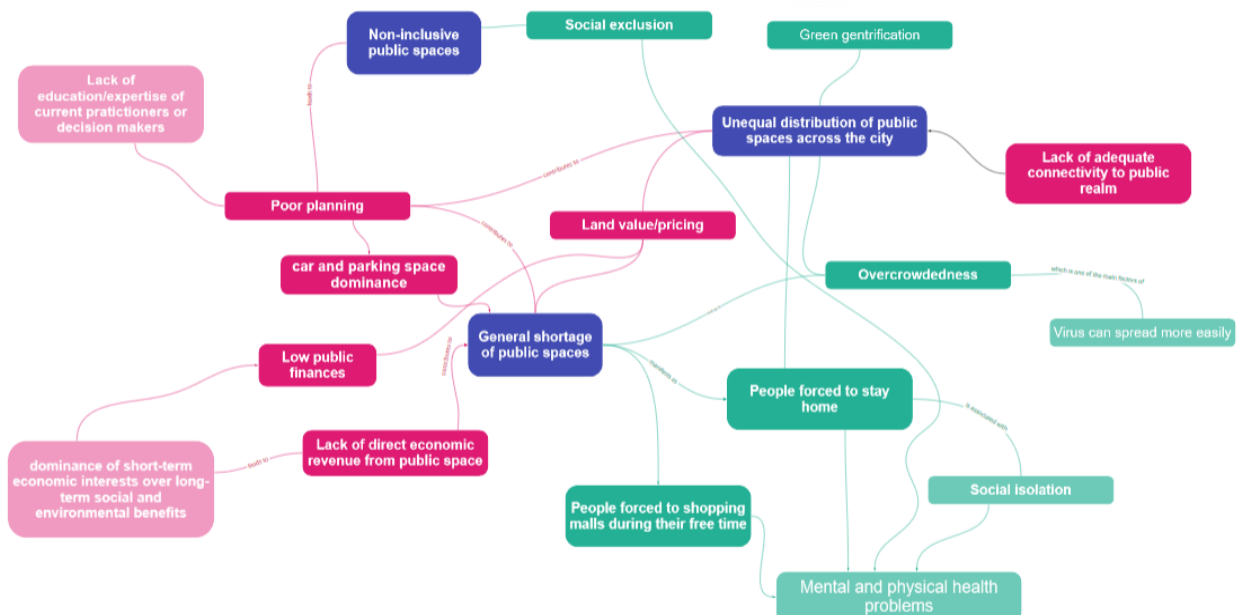 Non-inclusive
public spaces
Social exclusion
Green gentrification
Lack of
education/expertise of
current pratictioners or
decision makers
leads to
Unequal distribution of public
spaces across the city
Lack of adequate
connectivity to public
realm
contributes to
Poor planning
Land value/pricing
contributes to
car and parking space
dominance
Overcrowdedness
which is one of the main factors of
Virus can spread more easily
General shortage
of public spaces
Low public
finances
contributes to
manifests as
People forced to stay
home
is associated with
Lack of direct economic
revenue from public space
leads to
dominance of short-term
economic interests over long-
term social and
environmental benefits
People forced to shopping
malls during their free time
Social isolation
Mental and physical health
problems